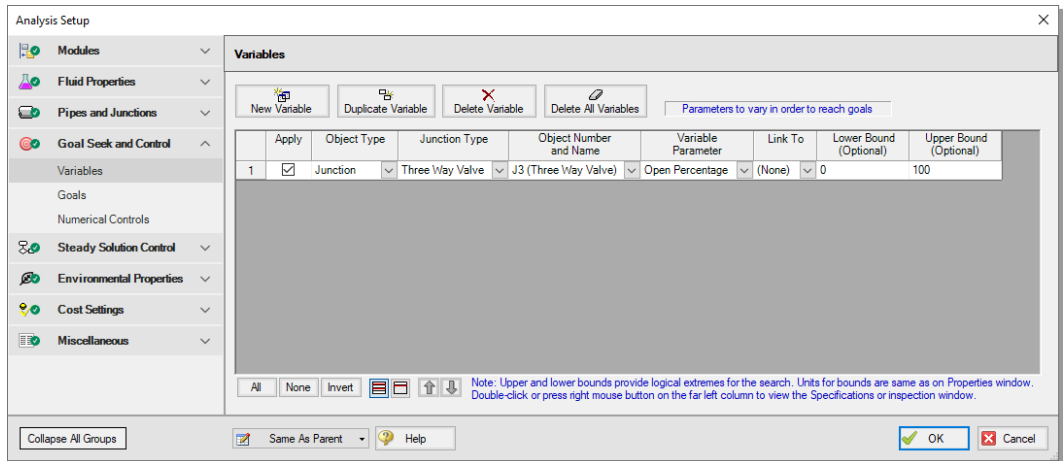 Analysis Setup
Modules
Fluid Properties
Pipes and Junctions
Goal Seek and Control
Variables
Goals
Numerical Controls
Steady Solution Control
Environmental Properties
Cost Settings
Miscellaneous
Variables
New Variable Duplicate Variable Delete Variable Delete All Variables Parameters to vary in order to reach goals
Apply Object Type Junction Type Object Number and Name Variable Parameter Link To Lower Bound (Optional) Upper Bound (Optional)
1 Junction Three Way Valve J3 (Three Way Valve) Open Percentage (None) 0 100
All None Invert
Note: Upper and lower bounds provide logical extremes for the search. Units for bounds are same as on Properties window.
Double-click or press right mouse button on the far left column to view the Specifications or inspection window.
Collapse All Groups Same As Parent Help OK Cancel